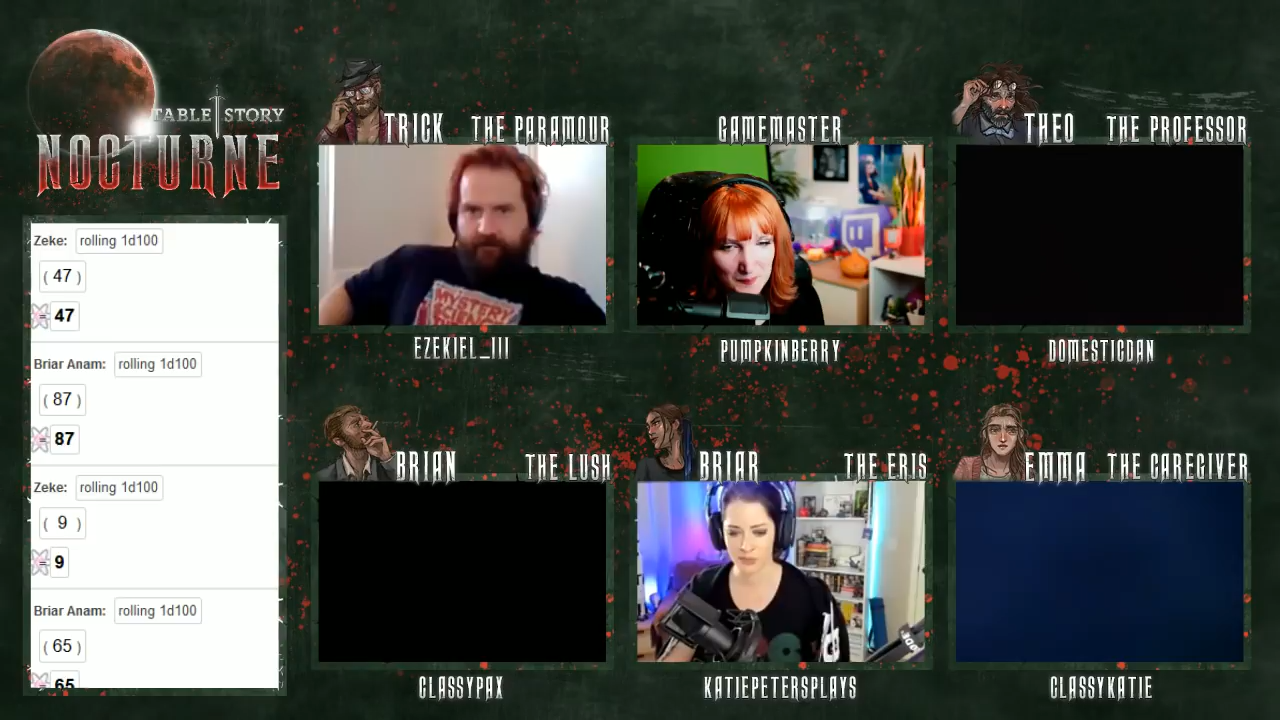 TABLE STORY
NOCTURNE
Zeke: rolling 1d100
( 47 )
= 47
Briar Anam: rolling 1d100
( 87 )
= 87
Zeke: rolling 1d100
( 9 )
= 9
Briar Anam: rolling 1d100
( 65 )
= 65
TRICK THE PARAMOUR
MYSTERY
EZEKIEL_III
GAMEMASTER
PUMPKINBERRY
THEO THE PROFESSOR
DOMESTICDAN
BRIAN THE LUSH
CLASSYPAX
BRIAR THE ERIS
KATIEPETERSPLAYS
EMMA THE CAREGIVER
CLASSYKATIE